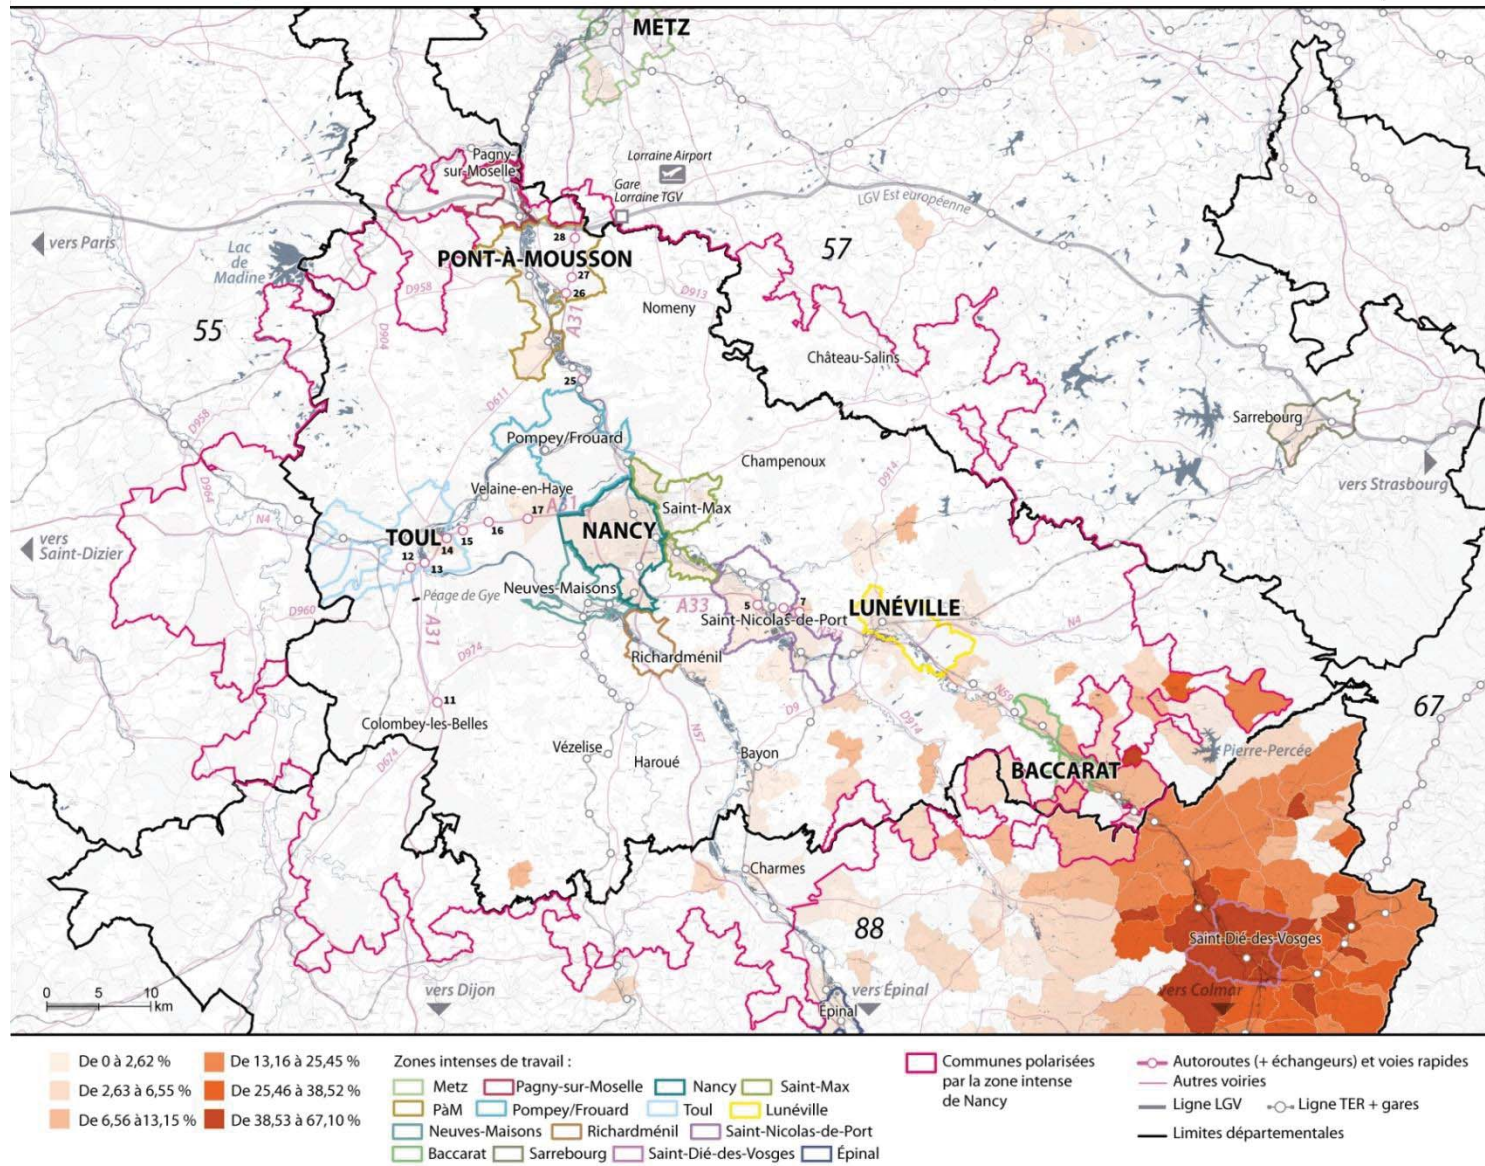 METZ
Pagny-
sur-Moselle
Lorraine Airport
Gare
Lorraine TGV
LGV Est européenne
vers Paris
Lac
de
Madine
28
57
PONT-À-MOUSSON
27
26
D958
D913
Nomeny
A31
55
D904
Château-Salins
25
D611
D958
Sarrebourg
Pompey/Frouard
Champenoux
D914
vers Strasbourg
D964
Velaine-en-Haye
Saint-Max
N4
17
A31
16
NANCY
TOUL
15
14
vers
Saint-Dizier
12
13
Péage de Gye
Neuves-Maisons
A33
5
7
LUNÉVILLE
D960
Saint-Nicolas-de-Port
N4
A31
D974
Richardménil
11
N59
67
Colombey-les-Belles
D9
D914
N57
D674
Vézelise
Haroué
Bayon
Pierre-Percée
BACCARAT
Charmes
88
Saint-Dié-des-Vosges
0 5 10
km
vers Dijon
vers Épinal
vers Colmar
Épinal
De 0 à 2,62 %
De 2,63 à 6,55 %
De 6,56 à13,15 %
De 13,16 à 25,45 %
De 25,46 à 38,52 %
De 38,53 à 67,10 %
Zones intenses de travail :
Metz Pagny-sur-Moselle Nancy Saint-Max
PàM Pompey/Frouard Toul Lunéville
Neuves-Maisons Richardménil Saint-Nicolas-de-Port
Baccarat Sarrebourg Saint-Dié-des-Vosges Épinal
Communes polarisées
par la zone intense
de Nancy
Autoroutes (+ échangeurs) et voies rapides
Autres voiries
Ligne LGV Ligne TER + gares
Limites départementales